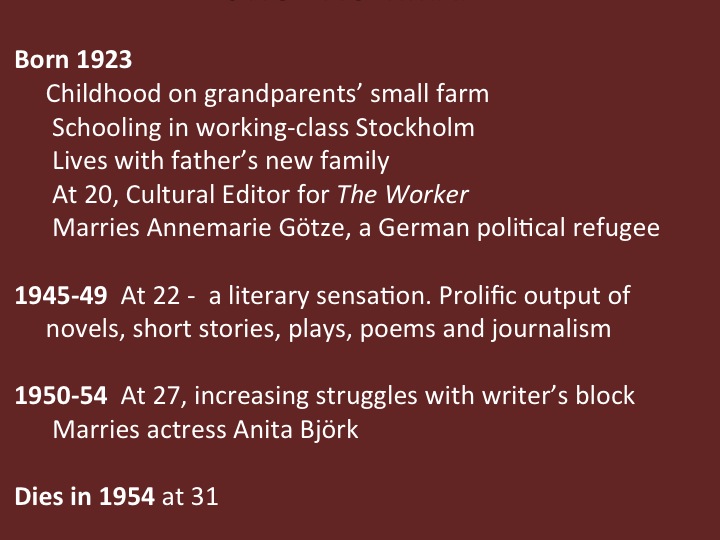 Born 1923
Childhood on grandparents’ small farm
Schooling in working-class Stockholm
Lives with father’s new family
At 20, Cultural Editor for The Worker
Marries Annemarie Götze, a German political refugee
1945-49 At 22 - a literary sensation. Prolific output of
novels, short stories, plays, poems and journalism
1950-54 At 27, increasing struggles with writer’s block
Marries actress Anita Björk
Dies in 1954 at 31